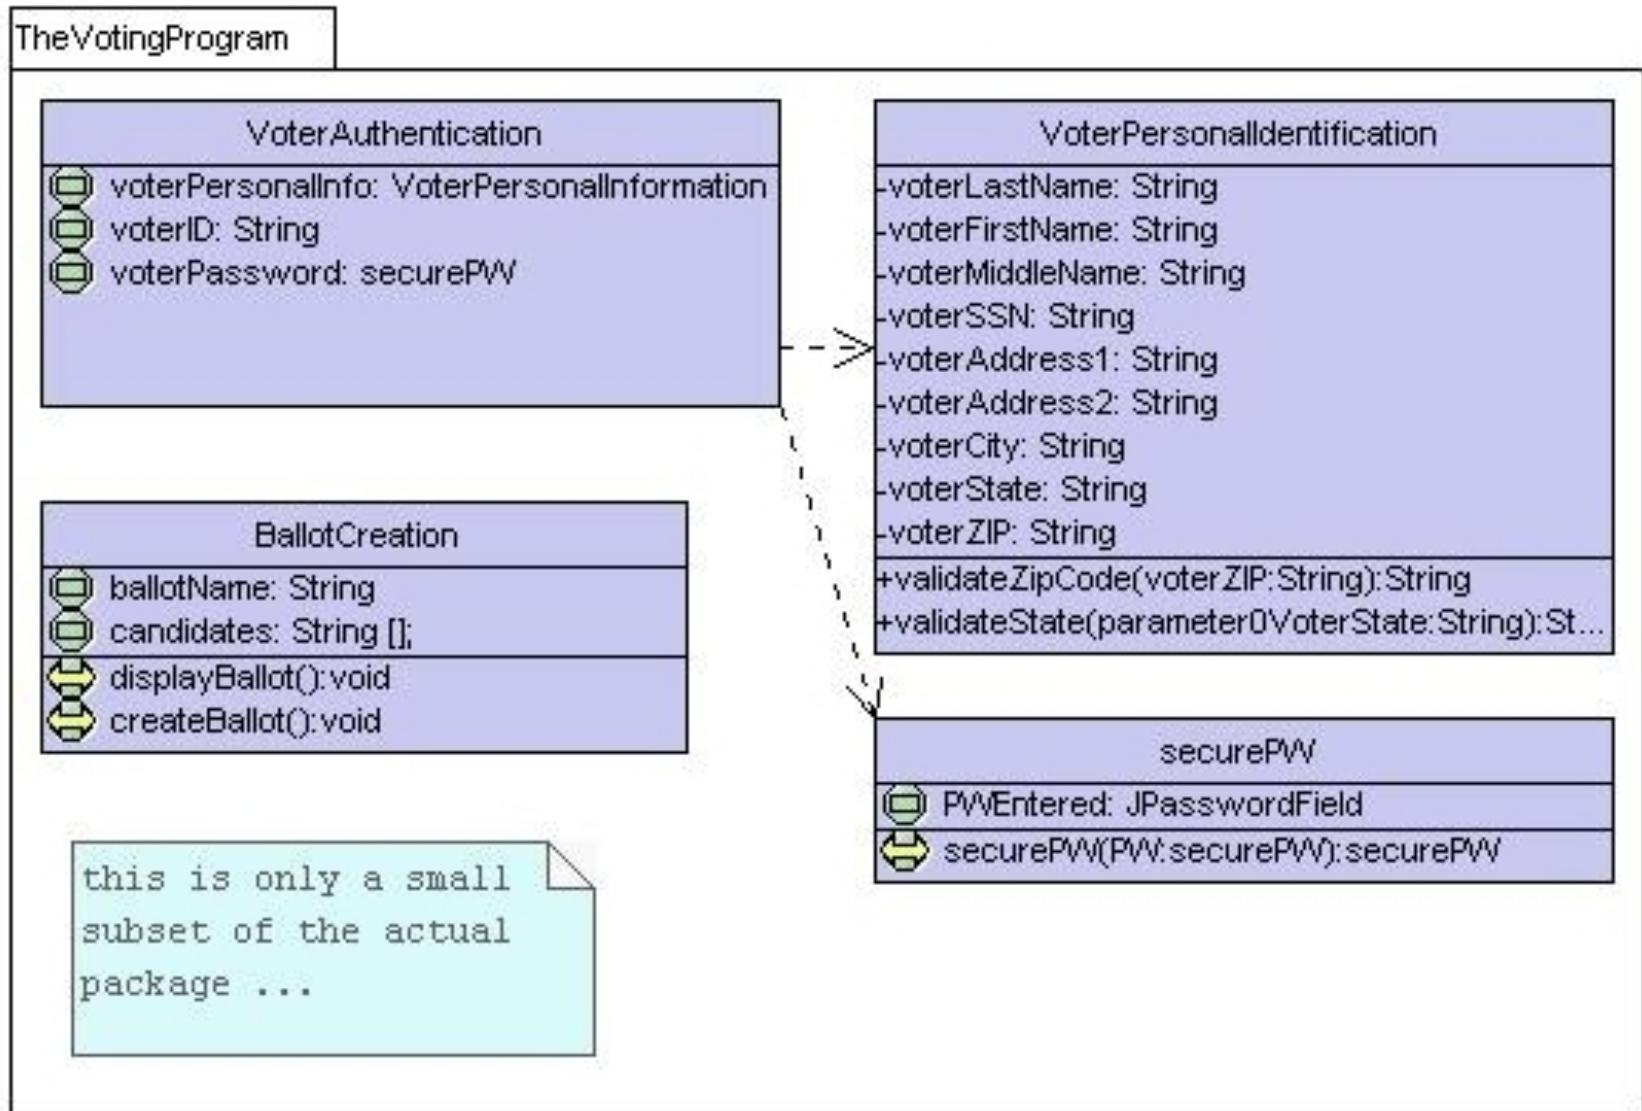 TheVotingProgram
VoterAuthentication
voterPersonalInfo: VoterPersonalInformation
voterID: String
voterPassword: securePW
VoterPersonalIdentification
-voterLastName: String
-voterFirstName: String
-voterMiddleName: String
-voterSSN: String
-voterAddress1: String
-voterAddress2: String
-voterCity: String
-voterState: String
-voterZIP: String
+validateZipCode(voterZIP:String):String
+validateState(parameter0VoterState:String):St...
BallotCreation
ballotName: String
candidates: String [];
displayBallot():void
createBallot():void
securePW
PWEntered: JPasswordField
securePW(PW:securePW):securePW
this is only a small
subset of the actual
package ...